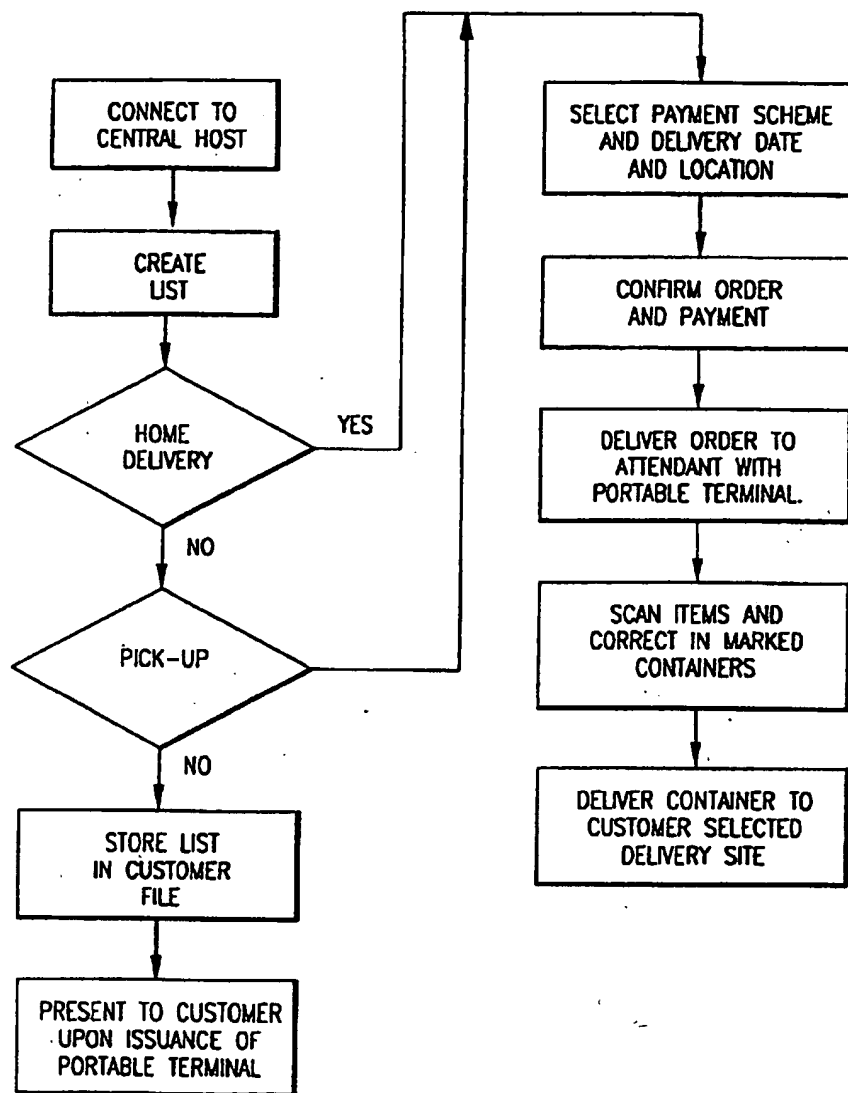 CONNECT TO
CENTRAL HOST
CREATE
LIST
HOME
DELIVERY
YES
NO
PICK-UP
NO
STORE LIST
IN CUSTOMER
FILE
PRESENT TO CUSTOMER
UPON ISSUANCE OF
PORTABLE TERMINAL
SELECT PAYMENT SCHEME
AND DELIVERY DATE
AND LOCATION
CONFIRM ORDER
AND PAYMENT
DELIVER ORDER TO
ATTENDANT WITH
PORTABLE TERMINAL.
SCAN ITEMS AND
CORRECT IN MARKED
CONTAINERS
DELIVER CONTAINER TO
CUSTOMER SELECTED
DELIVERY SITE